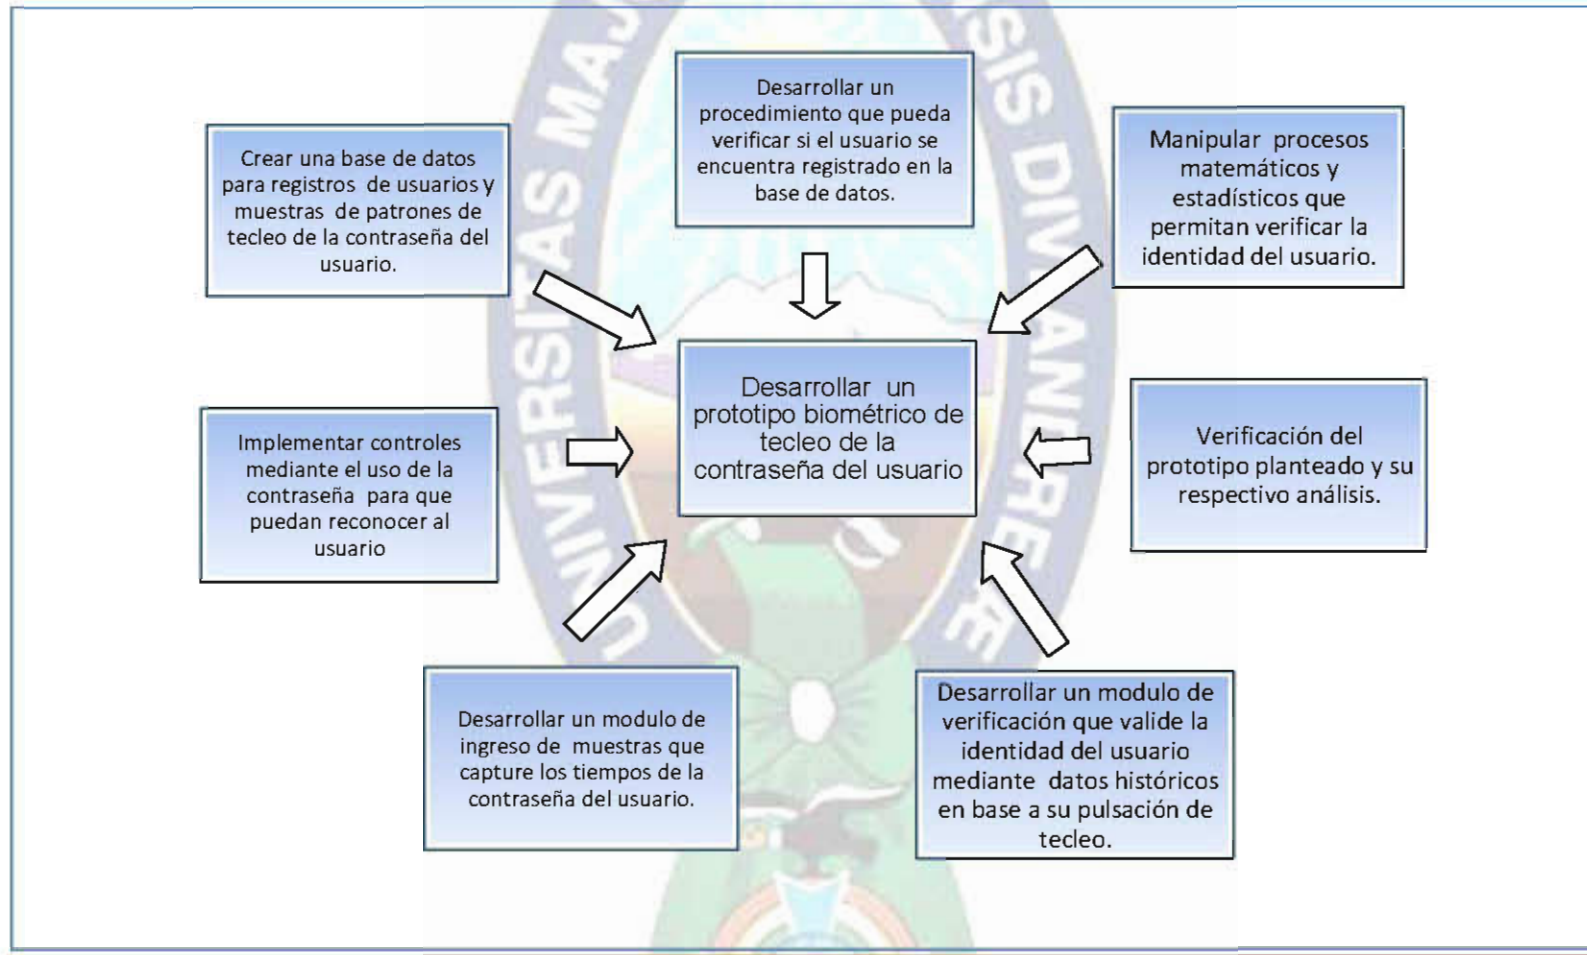 Desarrollar un
procedimiento que pueda
verificar si el usuario se
encuentra registrado en la
base de datos.
Crear una base de datos
para registros de usuarios y
muestras de patrones de
tecleo de la contraseña del
usuario.
Manipular procesos
matemáticos y
estadísticos que
permitan verificar la
identidad del usuario.
Desarrollar un
prototipo biométrico de
tecleo de la
contraseña del usuario
Implementar controles
mediante el uso de la
contraseña para que
puedan reconocer al
usuario
Verificación del
prototipo planteado y su
respectivo análisis.
Desarrollar un modulo de
ingreso de muestras que
capture los tiempos de la
contraseña del usuario.
Desarrollar un modulo de
verificación que valide la
identidad del usuario
mediante datos históricos
en base a su pulsación de
tecleo.
UNIVERSITAS MAJ
SIS DIVI ANDRE